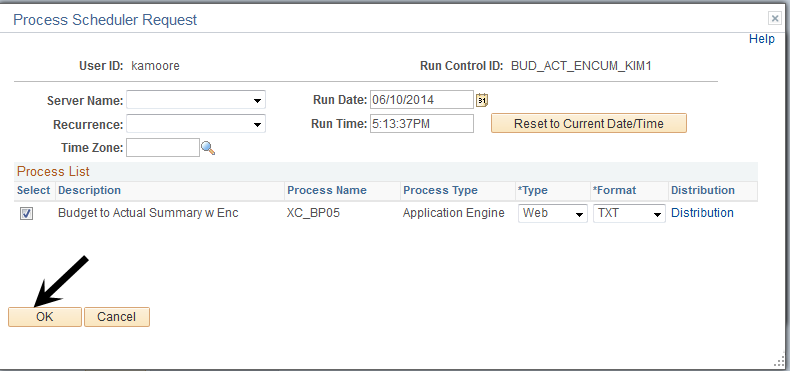 Process Scheduler Request
Help
User ID: kamoore Run Control ID: BUD_ACT_ENCUM_KIM1
Server Name: Run Date: 06/10/2014 31
Recurrence: Run Time: 5:13:37PM Reset to Current Date/Time
Time Zone:
Process List
Select Description Process Name Process Type *Type *Format Distribution
Budget to Actual Summary w Enc XC_BP05 Application Engine Web TXT Distribution
OK Cancel